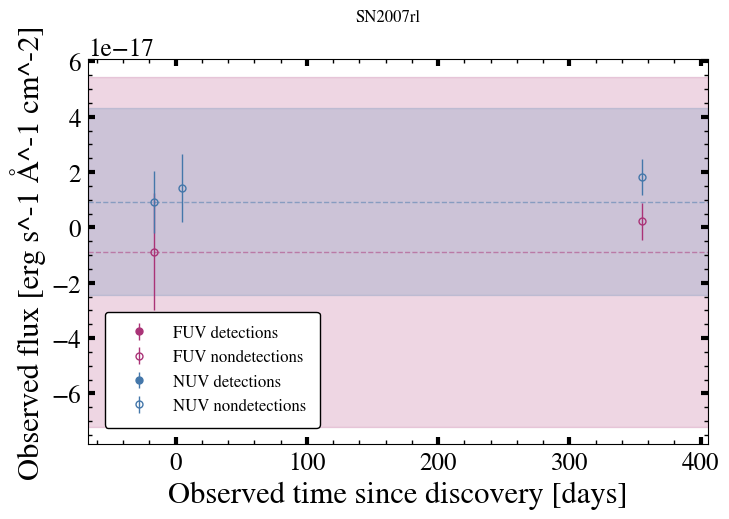 SN2007rl
1e−17
6
4
2
0
−2
−4
−6
Observed flux [erg s^-1 Å^-1 cm^-2]
FUV detections
FUV nondetections
NUV detections
NUV nondetections
0 100 200 300 400
Observed time since discovery [days]